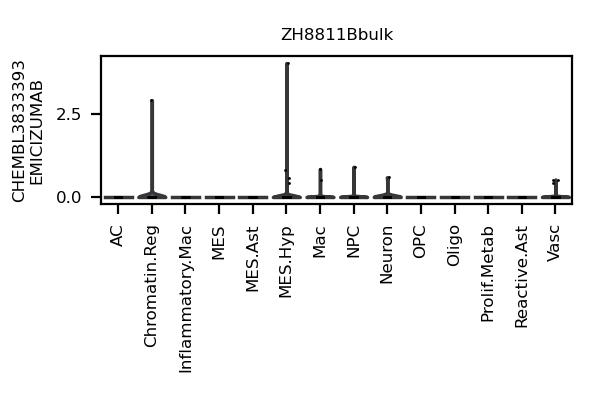 ZH8811Bbulk
CHEMBL3833393
EMICIZUMAB
2.5
0.0
AC
Chromatin.Reg
Inflammatory.Mac
MES
MES.Ast
MES.Hyp
Mac
NPC
Neuron
OPC
Oligo
Prolif.Metab
Reactive.Ast
Vasc